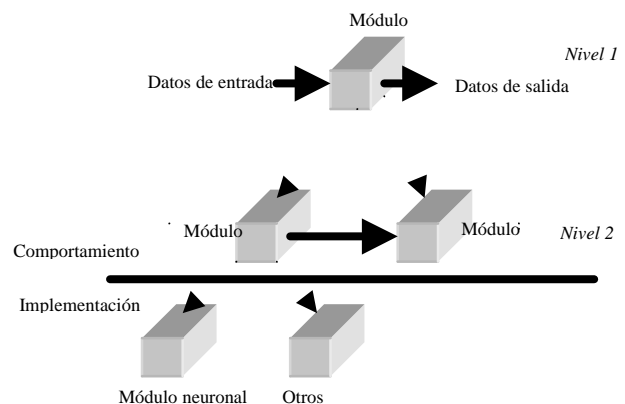 Módulo
Nivel 1
Datos de entrada
Datos de salida
Módulo
Módulo
Nivel 2
Comportamiento
Implementación
Módulo neuronal
Otros